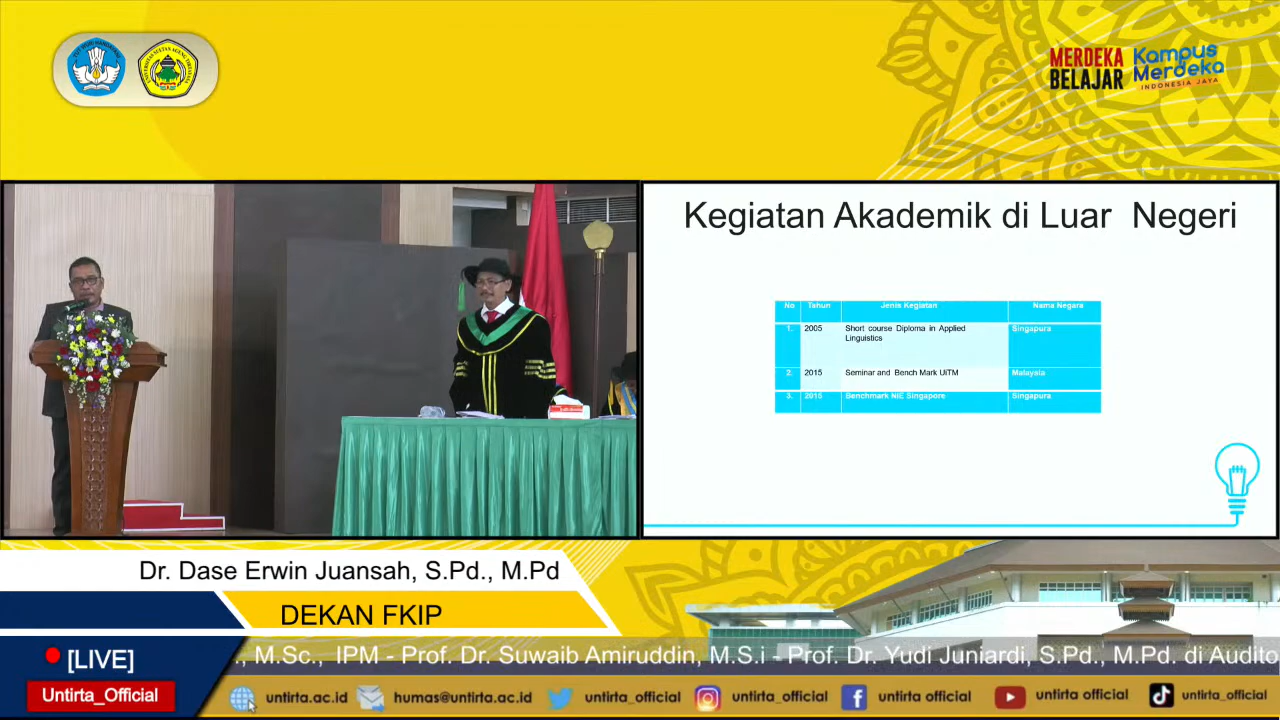 UNIVERSITAS SULTAN AGENG TIRTAYASA
MERDEKA
BELAJAR
Kampus
Merdeka
INDONESIA JAYA
Kegiatan Akademik di Luar Negeri
No Tahun Jenis Kegiatan Nama Negara
1. 2005 Short course Diploma in Applied Linguistics Singapura
2. 2015 Seminar and Bench Mark UiTM Malaysia
3. 2015 Benchmark NIE Singapore Singapura
Dr. Dase Erwin Juansah, S.Pd., M.Pd
DEKAN FKIP
[LIVE]
., M.Sc., IPM - Prof. Dr. Suwaib Amiruddin, M.S.i - Prof. Dr. Yudi Juniardi, S.Pd., M.Pd. di Audito
Untirta_Official
untirta.ac.id humas@untirta.ac.id untirta_official untirta_official untirta official untirta official untirta_official